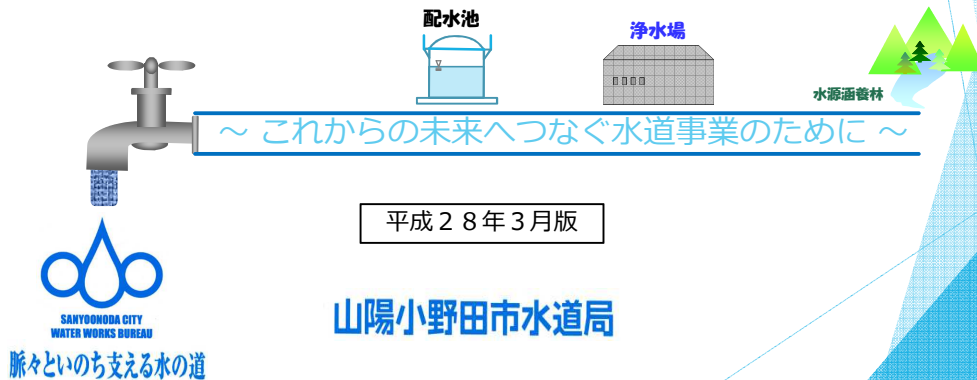 配水池
浄水場
水源涵養林
～ これからの未来へつなぐ水道事業のために ～
平成２８年３月版
SANYOONODA CITY
WATER WORKS BUREAU
山陽小野田市水道局
脈々といのち支える水の道